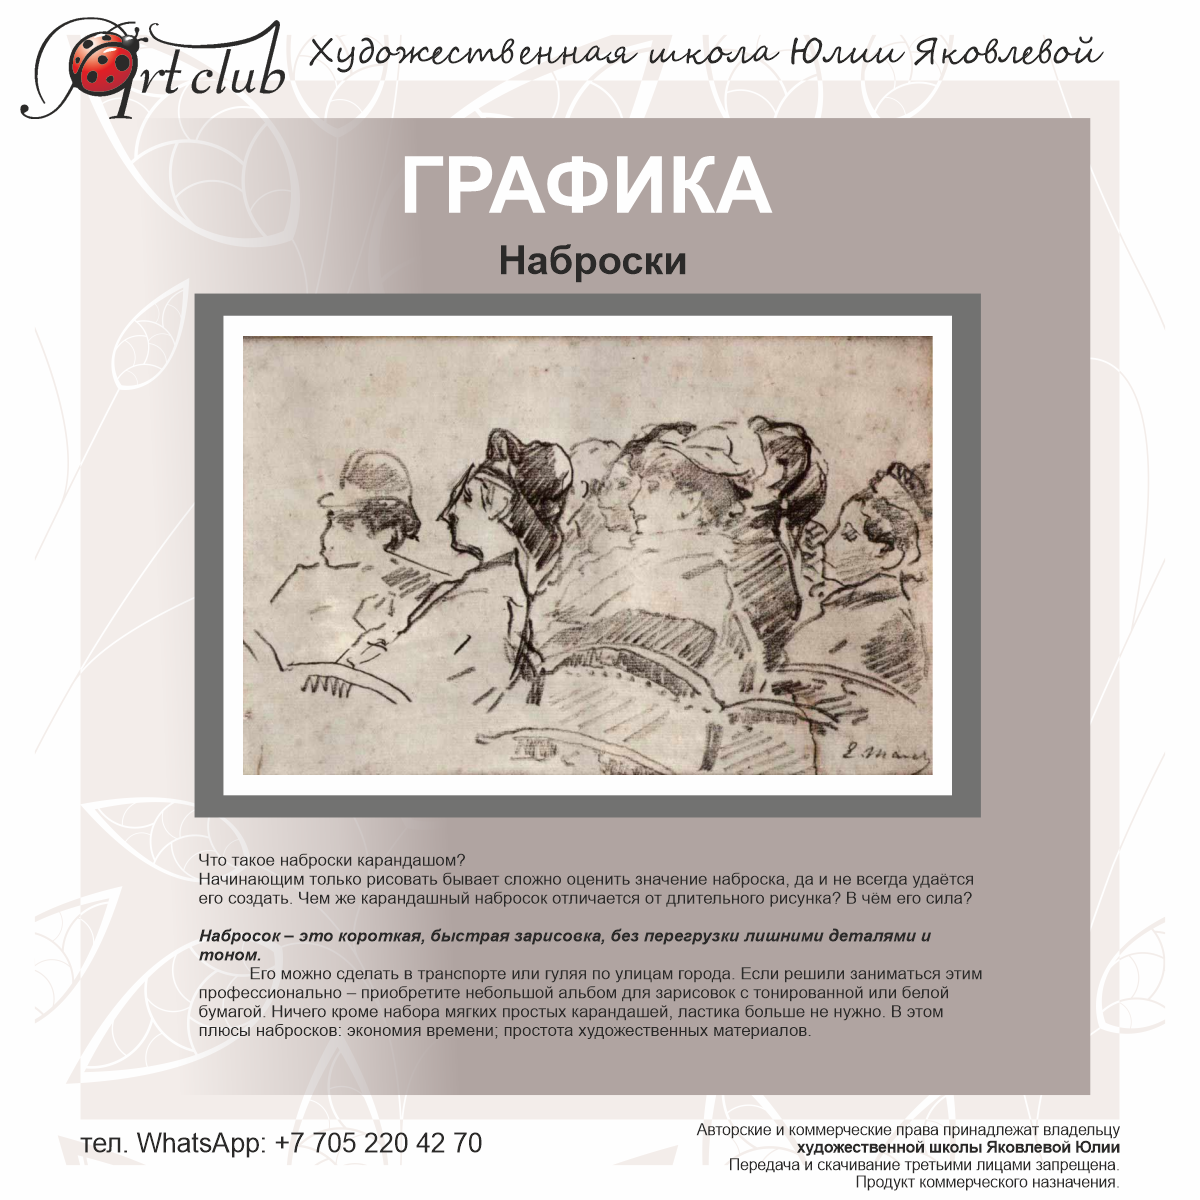 Art club
Художественная школа Юлии Яковлевой
ГРАФИКА
Наброски
Что такое наброски карандашом?
Начинающим только рисовать бывает сложно оценить значение наброска, да и не всегда удаётся
его создать. Чем же карандашный набросок отличается от длительного рисунка? В чём его сила?
Набросок – это короткая, быстрая зарисовка, без перегрузки лишними деталями и
тоном.
Его можно сделать в транспорте или гуляя по улицам города. Если решили заниматься этим
профессионально – приобретите небольшой альбом для зарисовок с тонированной или белой
бумагой. Ничего кроме набора мягких простых карандашей, ластика больше не нужно. В этом
плюсы набросков: экономия времени; простота художественных материалов.
тел. WhatsApp: +7 705 220 42 70
Авторские и коммерческие права принадлежат владельцу
художественной школы Яковлевой Юлии
Передача и скачивание третьими лицами запрещена.
Продукт коммерческого назначения.